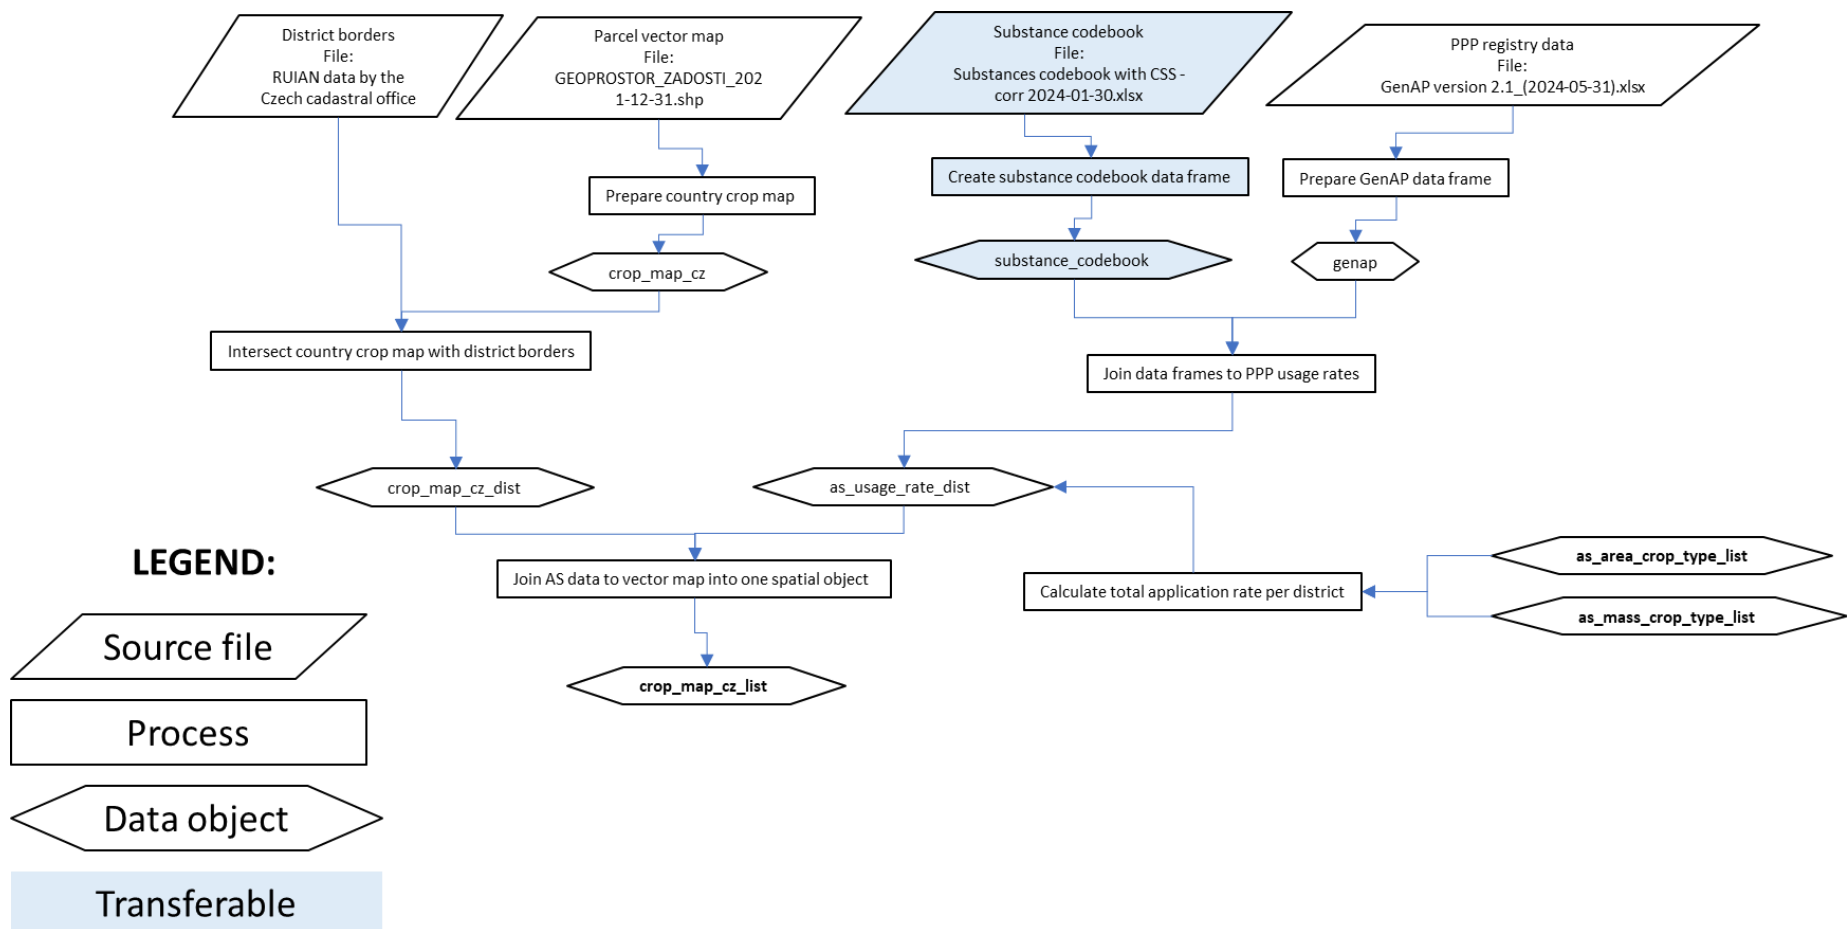 District borders
File:
RUIAN data by the
Czech cadastral office
Parcel vector map
File:
GEOPROSTOR_ZADOSTI_202
1-12-31.shp
Substance codebook
File:
Substances codebook with CSS -
corr 2024-01-30.xlsx
PPP registry data
File:
GenAP version 2.1_(2024-05-31).xlsx
Prepare country crop map
Create substance codebook data frame
Prepare GenAP data frame
crop_map_cz
substance_codebook
genap
Intersect country crop map with district borders
Join data frames to PPP usage rates
crop_map_cz_dist
as_usage_rate_dist
Join AS data to vector map into one spatial object
Calculate total application rate per district
as_area_crop_type_list
as_mass_crop_type_list
crop_map_cz_list
LEGEND:
Source file
Process
Data object
Transferable